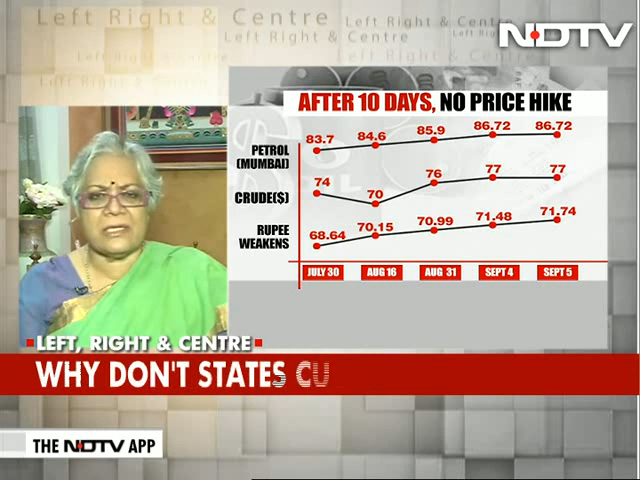 Left Right & Centre
Left Right & Centre
Left Right & Centre
Left Right & Centre
NDTV
AFTER 10 DAYS, NO PRICE HIKE
PETROL (MUMBAI) 83.7 84.6 85.9 86.72 86.72
CRUDE($) 74 70 76 77 77
RUPEE WEAKENS 68.64 70.15 70.99 71.48 71.74
JULY 30 AUG 16 AUG 31 SEPT 4 SEPT 5
LEFT, RIGHT & CENTRE
WHY DON'T STATES CU
THE NDTV APP